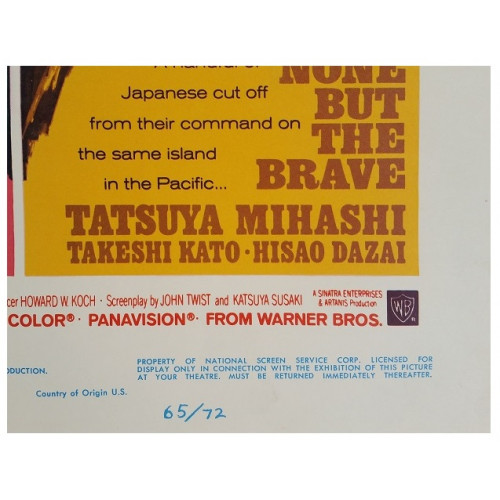 Japanese cut off
from their command on
the same island
in the Pacific...
NONE
BUT
THE
BRAVE
TATSUYA MIHASHI
TAKESHI KATO · HISAO DAZAI
HOWARD W. KOCH · Screenplay by JOHN TWIST and KATSUYA SUSAKI
A SINATRA ENTERPRISES
& ARTANIS Production
COLOR® · PANAVISION® · FROM WARNER BROS.
WB
PROPERTY OF NATIONAL SCREEN SERVICE CORP. LICENSED FOR
DISPLAY ONLY IN CONNECTION WITH THE EXHIBITION OF THIS PICTURE
AT YOUR THEATRE. MUST BE RETURNED IMMEDIATELY THEREAFTER.
Country of Origin U.S.
65/72